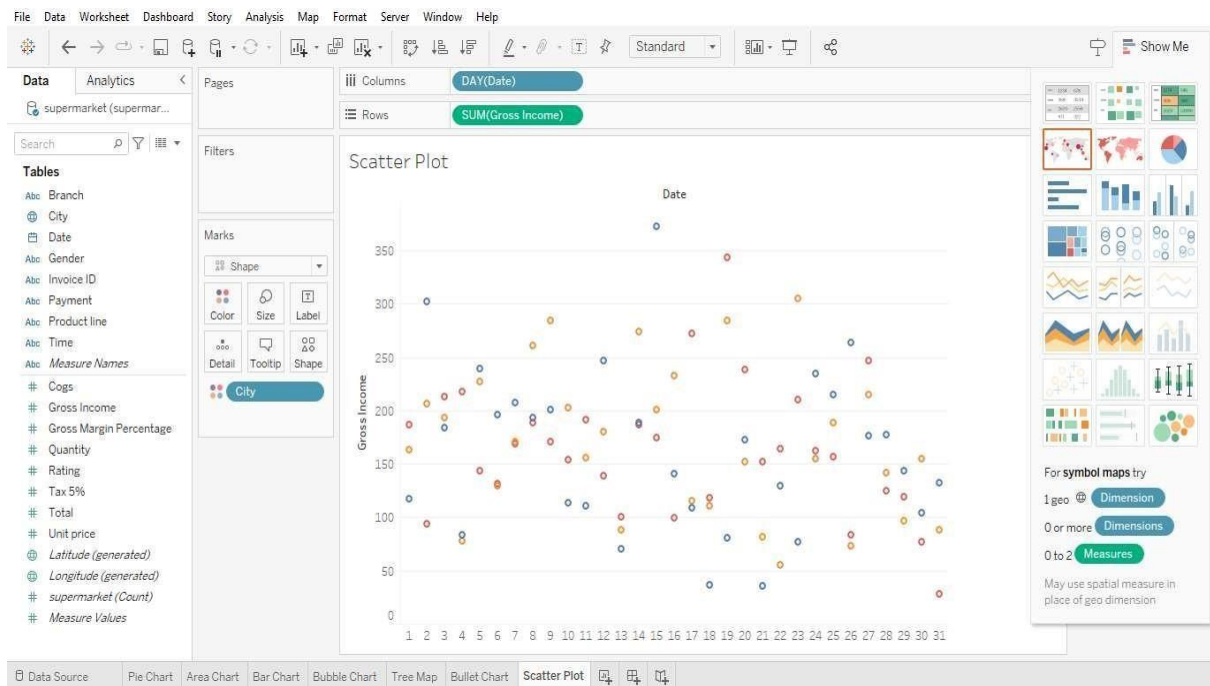 File Data Worksheet Dashboard Story Analysis Map Format Server Window Help
Standard
Show Me
Data Analytics
supermarket (supermar...
Search
Tables
Abc Branch
City
Date
Abc Gender
Abc Invoice ID
Abc Payment
Abc Product line
Abc Time
Abc Measure Names
# Cogs
# Gross Income
# Gross Margin Percentage
# Quantity
# Rating
# Tax 5%
# Total
# Unit price
Latitude (generated)
Longitude (generated)
# supermarket (Count)
# Measure Values
Pages
Filters
Marks
Shape
Color Size Label
Detail Tooltip Shape
City
Columns DAY(Date)
Rows SUM(Gross Income)
Scatter Plot
Date
Gross Income
350
300
250
200
150
100
50
0
1 2 3 4 5 6 7 8 9 10 11 12 13 14 15 16 17 18 19 20 21 22 23 24 25 26 27 28 29 30 31
For symbol maps try
1 geo Dimension
0 or more Dimensions
0 to 2 Measures
May use spatial measure in
place of geo dimension
Data Source Pie Chart Area Chart Bar Chart Bubble Chart Tree Map Bullet Chart Scatter Plot